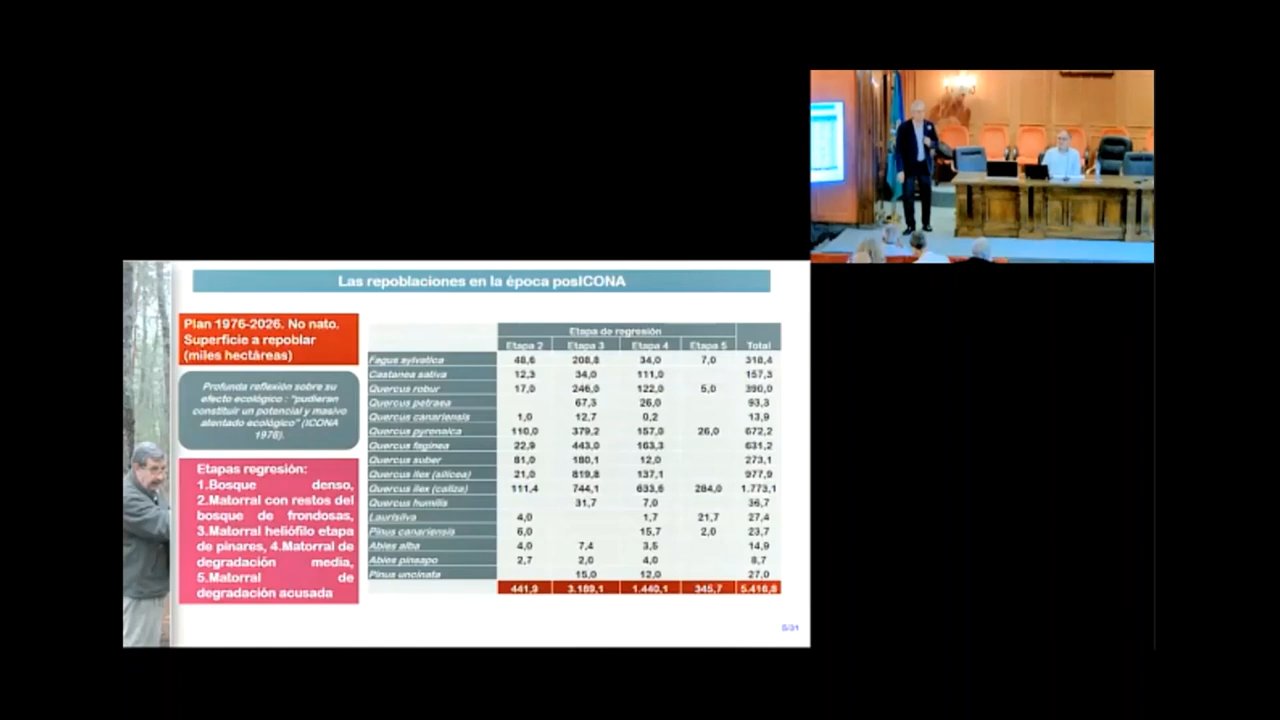 Las repoblaciones en la época posICONA
Plan 1976-2026. No nato.
Superficie a repoblar
(miles hectáreas)
Profunda reflexión sobre su
efecto ecológico : "pudieran
constituir un potencial y masivo
atentado ecológico" (ICONA
1978).
Etapas regresión:
1.Bosque denso,
2.Matorral con restos del
bosque de frondosas,
3.Matorral heliófilo etapa
de pinares, 4.Matorral de
degradación media,
5.Matorral de
degradación acusada
Etapa de regresión
Etapa 2 Etapa 3 Etapa 4 Etapa 5 Total
Fagus sylvatica 48,6 208,8 34,0 7,0 318,4
Castanea sativa 12,3 34,0 111,0 157,3
Quercus robur 17,0 246,0 122,0 5,0 390,0
Quercus petraea 67,3 26,0 93,3
Quercus canariensis 1,0 12,7 0,2 13,9
Quercus pyrenaica 110,0 379,2 157,0 26,0 672,2
Quercus faginea 22,9 443,0 163,3 631,2
Quercus suber 81,0 180,1 12,0 273,1
Quercus ilex (silícea) 21,0 819,8 137,1 977,9
Quercus ilex (caliza) 111,4 744,1 633,6 284,0 1.773,1
Quercus humilis 31,7 7,0 36,7
Laurisilva 4,0 1,7 21,7 27,4
Pinus canariensis 6,0 15,7 2,0 23,7
Abies alba 4,0 7,4 3,5 14,9
Abies pinsapo 2,7 2,0 4,0 8,7
Pinus uncinata 15,0 12,0 27,0
441,9 3.189,1 1.440,1 345,7 5.416,8
5/31